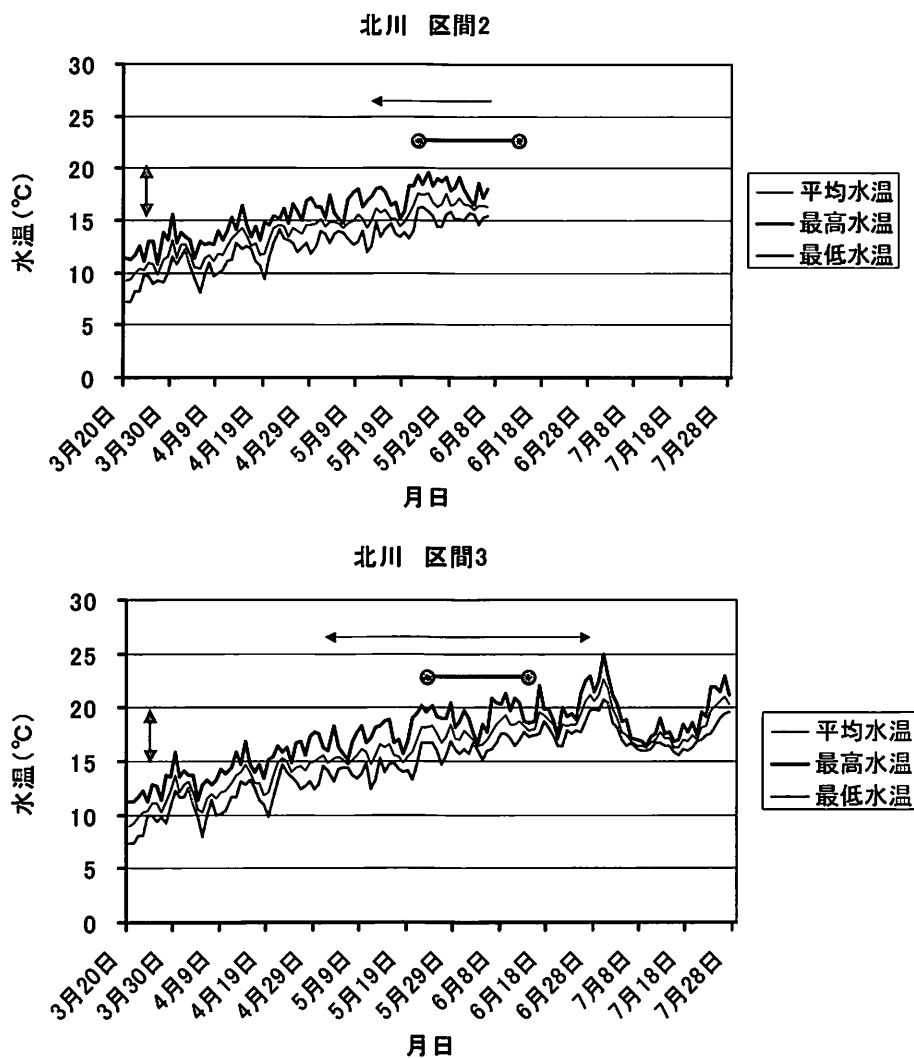 北川 区間2
30
25
20
15
10
5
0
水温(℃)
3月20日
3月30日
4月9日
4月19日
4月29日
5月9日
5月19日
5月29日
6月8日
6月18日
6月28日
7月8日
7月18日
7月28日
月日
平均水温
最高水温
最低水温
北川 区間3
30
25
20
15
10
5
0
水温(℃)
3月20日
3月30日
4月9日
4月19日
4月29日
5月9日
5月19日
5月29日
6月8日
6月18日
6月28日
7月8日
7月18日
7月28日
月日
平均水温
最高水温
最低水温